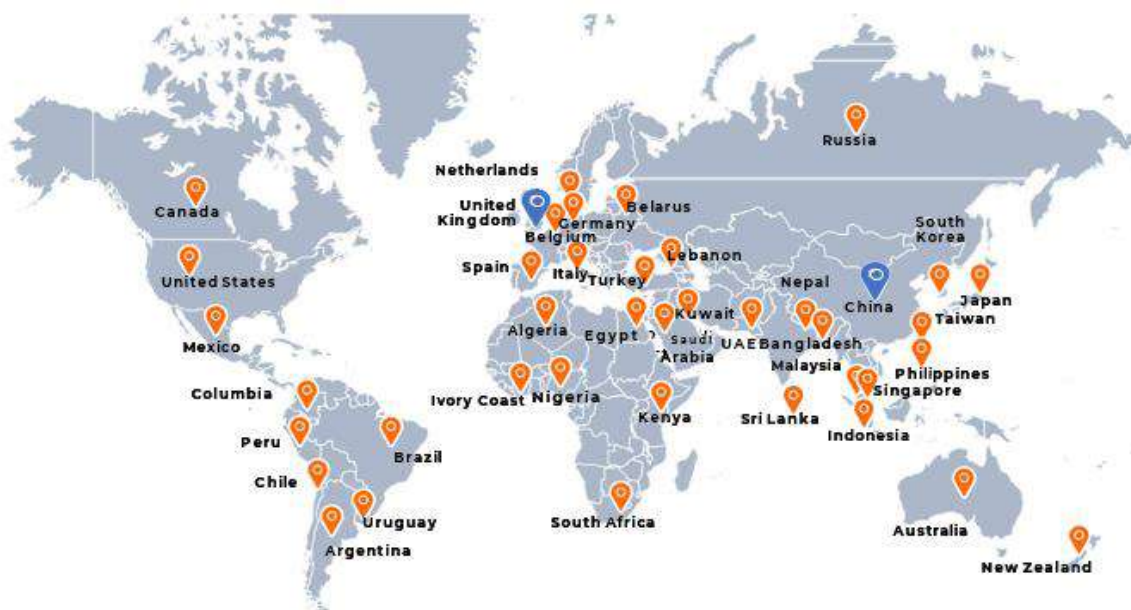 Russia
Netherlands
Canada
United
Kingdom
Belarus
Germany
Belgium
South
Korea
Lebanon
Spain
Italy
Turkey
United States
Nepal
China
Japan
Kuwait
Taiwan
Algeria
Egypt
Saudi
Arabia
UAE
Bangladesh
Mexico
Malaysia
Philippines
Singapore
Columbia
Ivory Coast
Nigeria
Kenya
Sri Lanka
Indonesia
Peru
Brazil
Chile
Uruguay
South Africa
Australia
Argentina
New Zealand